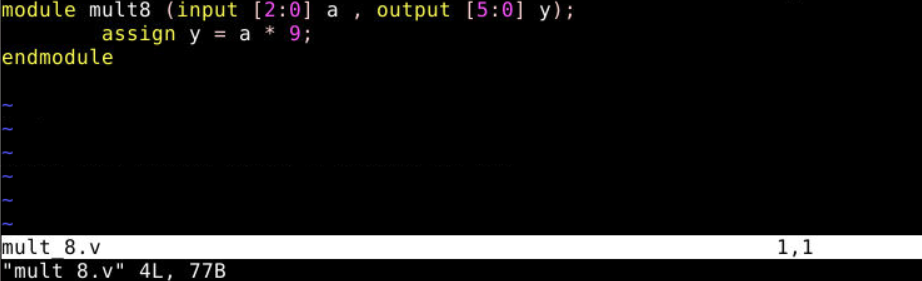 module mult8 (input [2:0] a , output [5:0] y);
        assign y = a * 9;
endmodule
~
~
~
~
~
~
mult_8.v 1,1
"mult_8.v" 4L, 77B